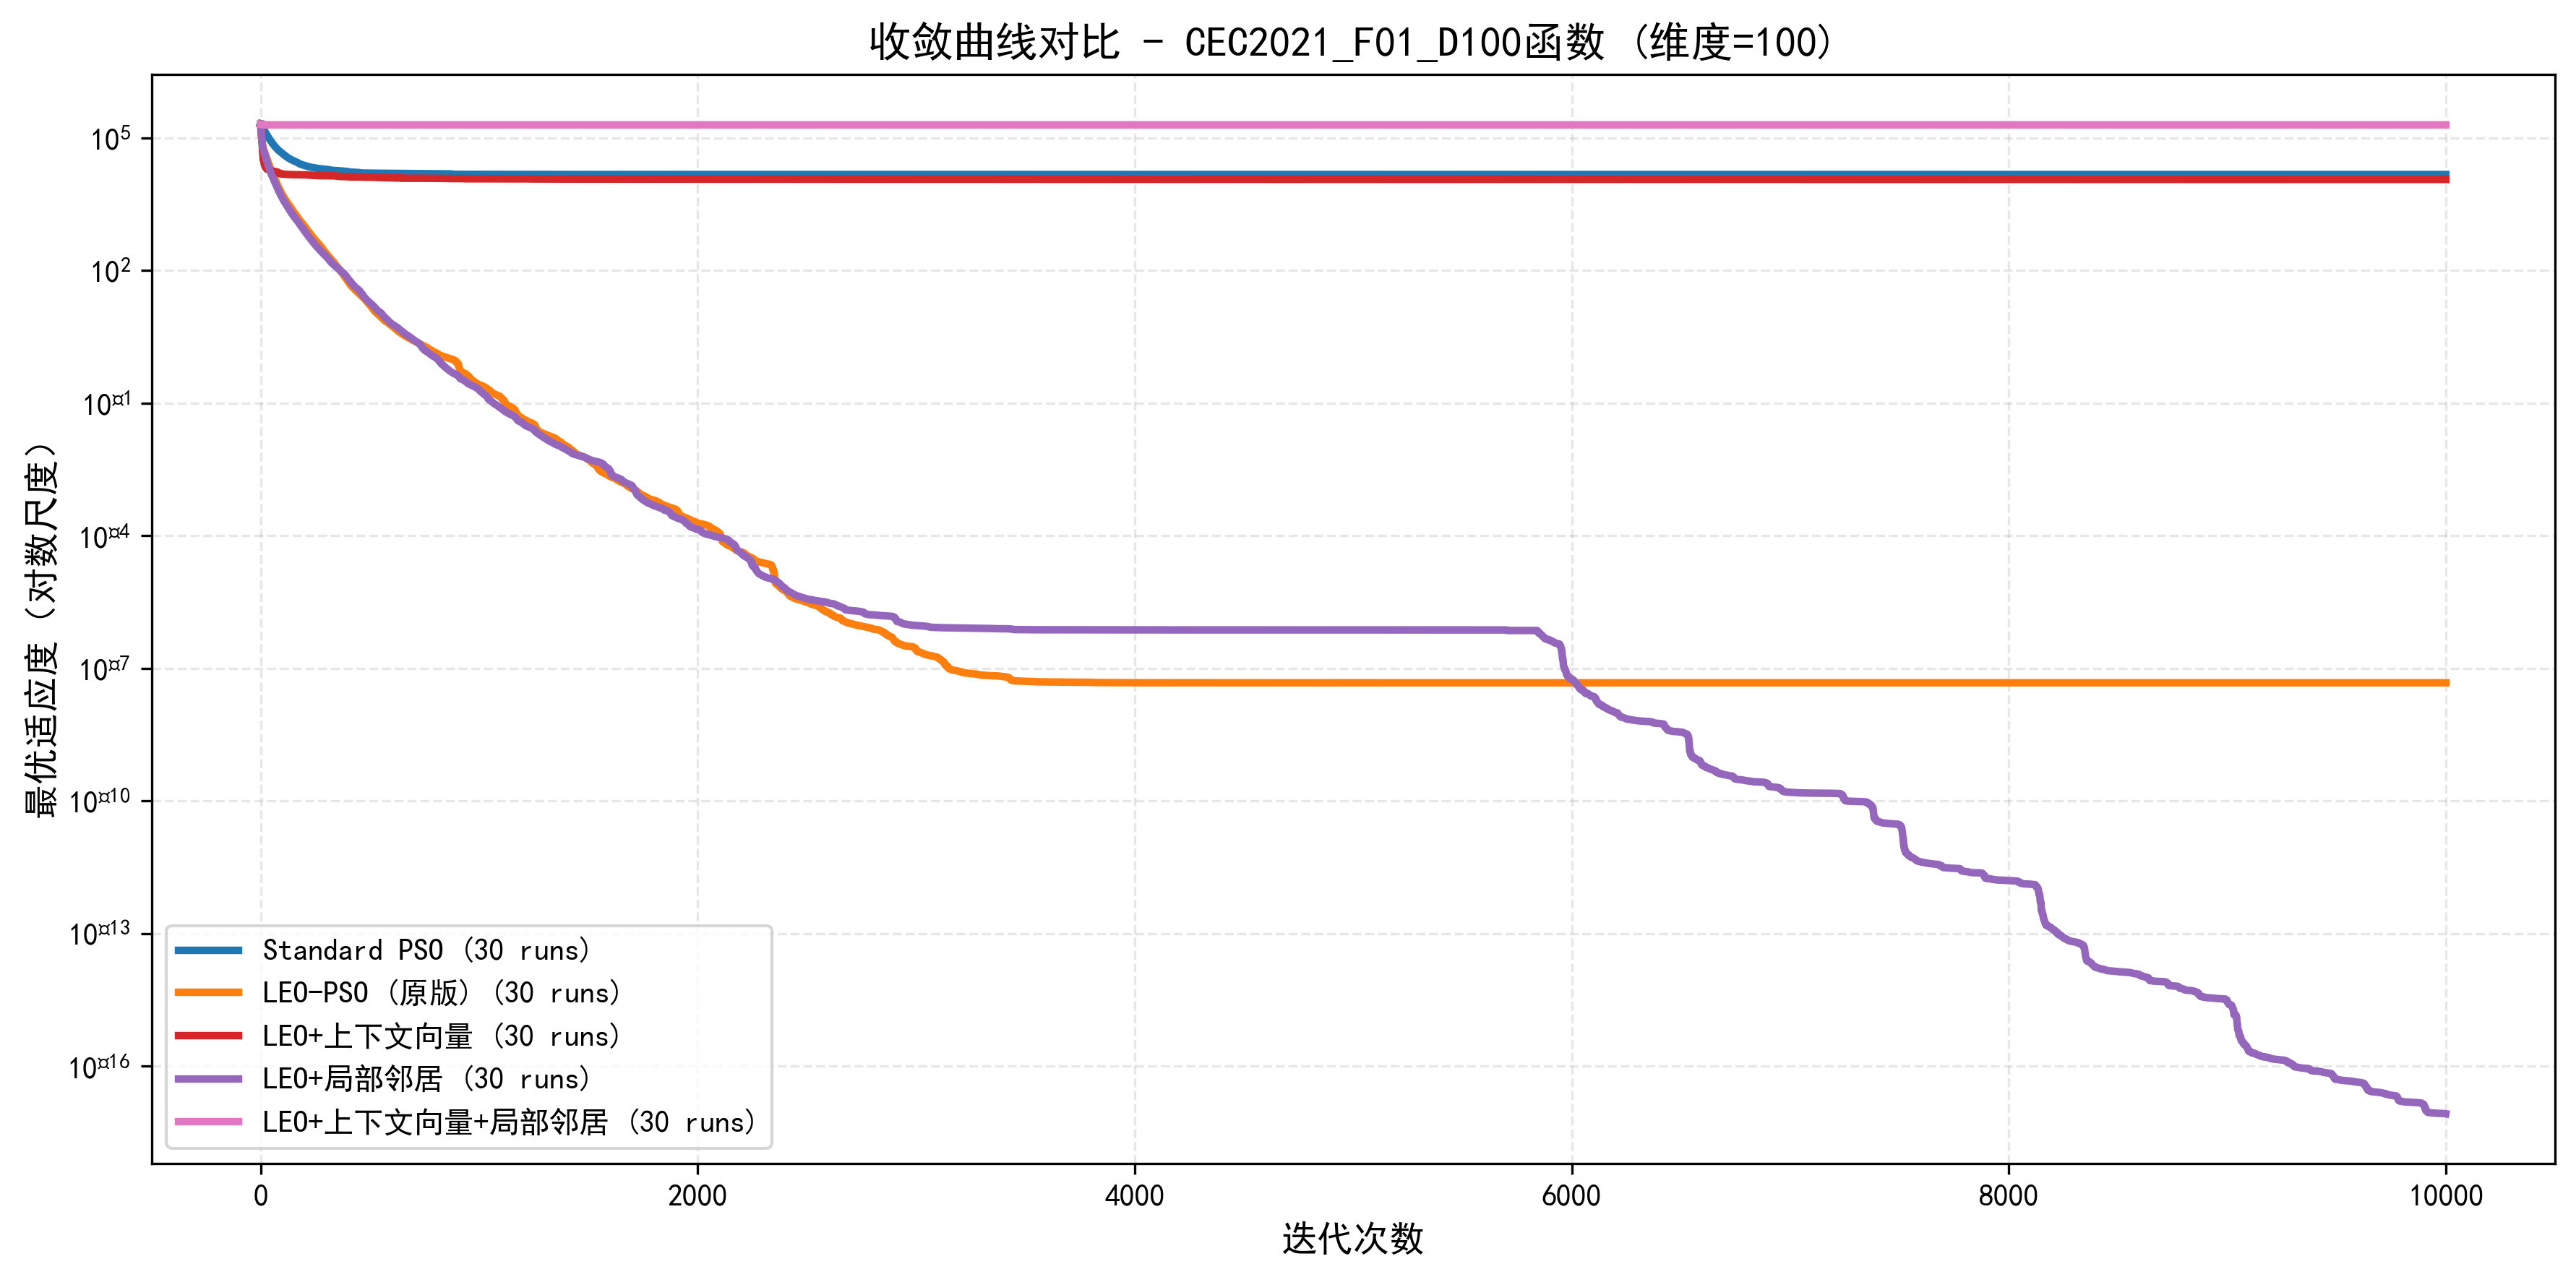 收敛曲线对比 - CEC2021_F01_D100函数 (维度=100)
最优适应度 (对数尺度)
10^5
10^2
10^¤1
10^¤4
10^¤7
10^¤10
10^¤13
10^¤16
Standard PSO (30 runs)
LEO-PSO (原版) (30 runs)
LEO+上下文向量 (30 runs)
LEO+局部邻居 (30 runs)
LEO+上下文向量+局部邻居 (30 runs)
0 2000 4000 6000 8000 10000
迭代次数